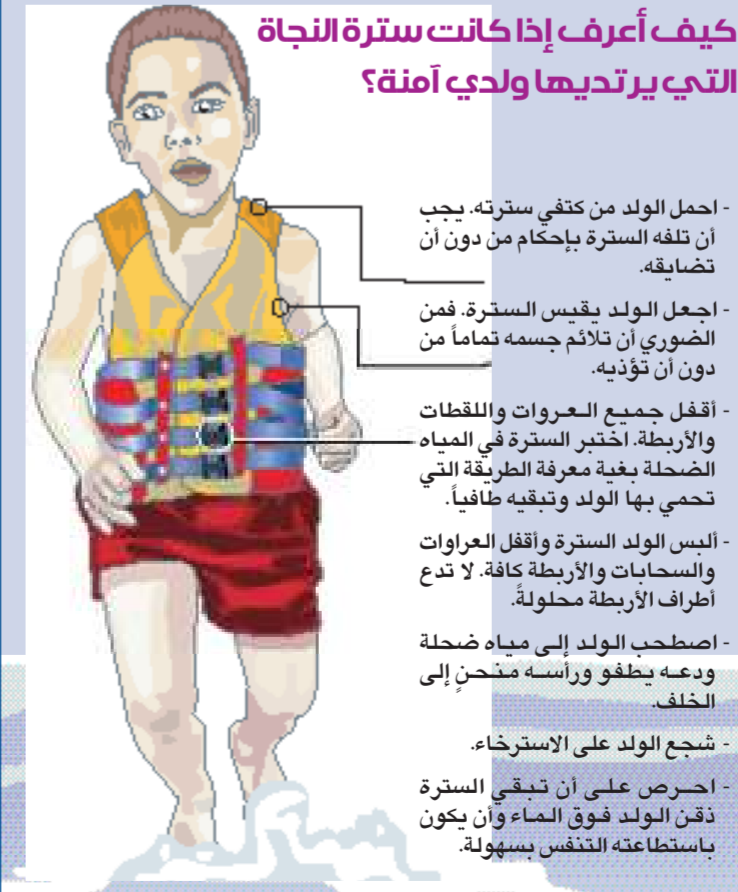 كيف أعرف إذا كانت سترة النجاة
التي يرتديها ولدي آمنة؟
- احمل الولد من كتفي سترته. يجب
أن تلفه السترة بإحكام من دون أن
تضايقه.
- اجعل الولد يقيس السترة. فمن
الضوري أن تلائم جسمه تماماً من
دون أن تؤذيه.
- أقفل جميع العروات واللقطات
والأربطة. اختبر السترة في المياه
الضحلة بغية معرفة الطريقة التي
تحمي بها الولد وتبقيه طافياً.
- ألبس الولد السترة وأقفل العراوات
والسحابات والأربطة كافة. لا تدع
أطراف الأربطة محلولةً.
- اصطحب الولد إلى مياه ضحلة
ودعه يطفو ورأسه منحنٍ إلى
الخلف.
- شجع الولد على الاسترخاء.
- احرص على أن تبقي السترة
ذقن الولد فوق الماء وأن يكون
باستطاعته التنفس بسهولة.